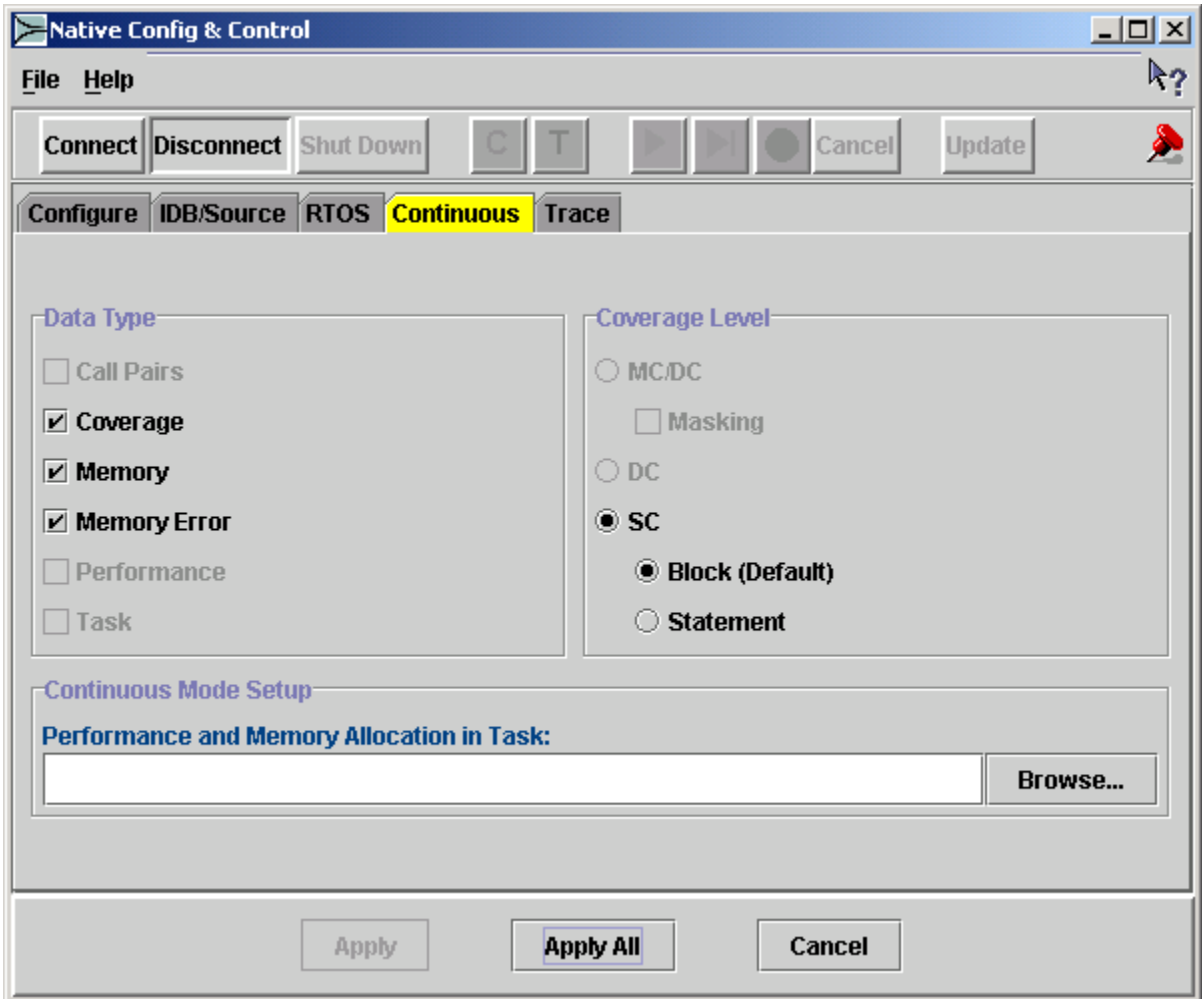 Native Config & Control
File Help
Connect Disconnect Shut Down C T Cancel Update
Configure IDB/Source RTOS Continuous Trace
Data Type
Call Pairs
Coverage
Memory
Memory Error
Performance
Task
Coverage Level
MC/DC
Masking
DC
SC
Block (Default)
Statement
Continuous Mode Setup
Performance and Memory Allocation in Task:
Browse...
Apply Apply All Cancel